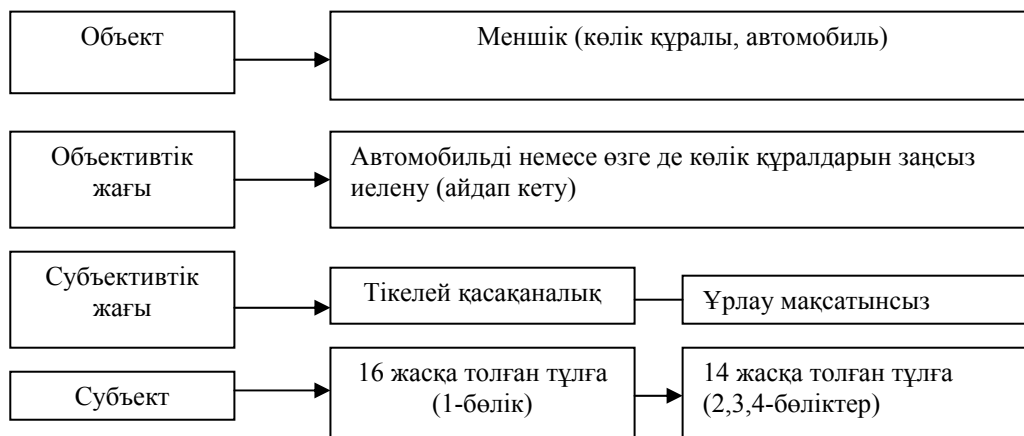 Объект
Меншік (көлік құралы, автомобиль)
Объективтік
жағы
Автомобильді немесе өзге де көлік құралдарын заңсыз
иелену (айдап кету)
Субъективтік
жағы
Тікелей қасақаналық
Ұрлау мақсатынсыз
Субъект
16 жасқа толған тұлға
(1-бөлік)
14 жасқа толған тұлға
(2,3,4-бөліктер)